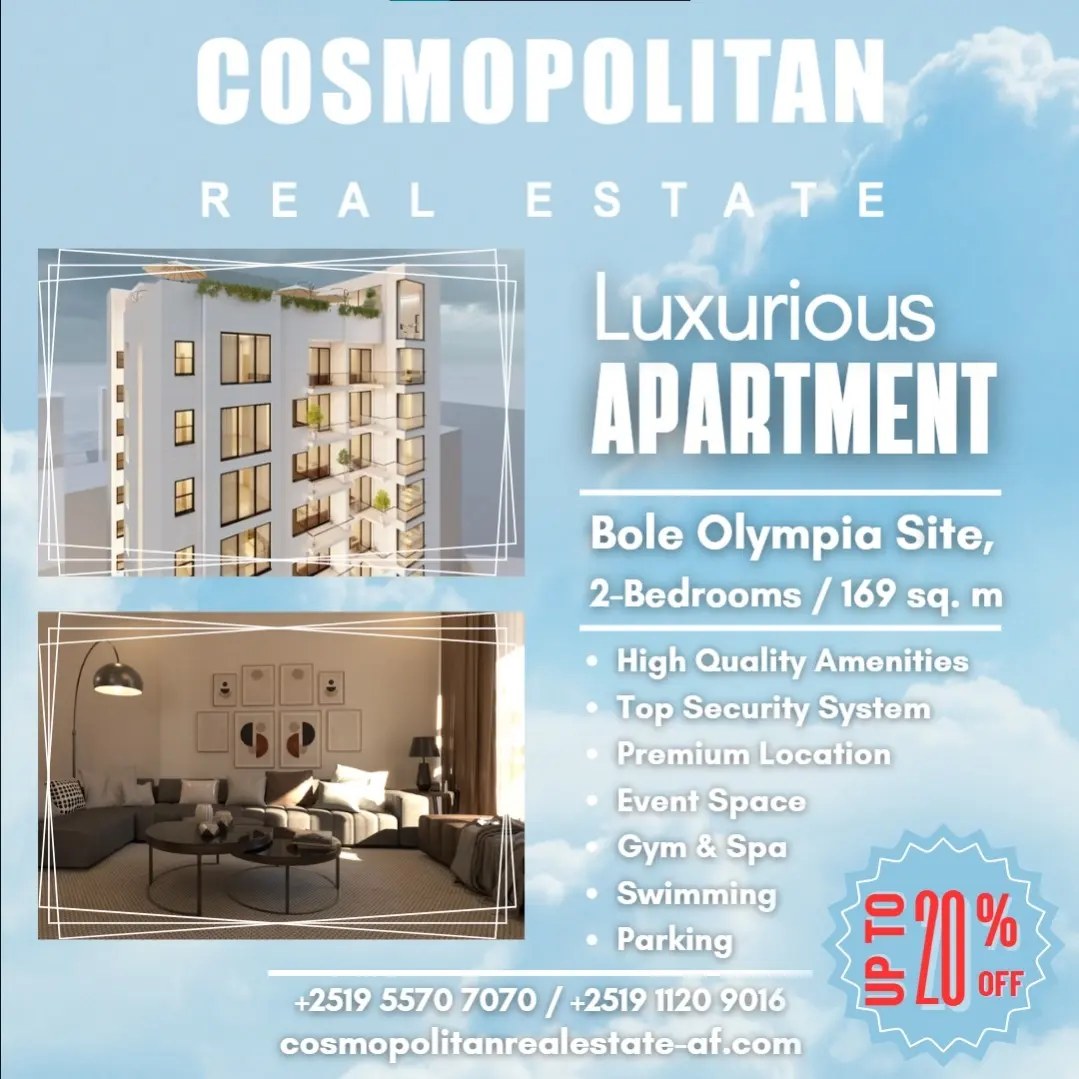 COSMOPOLITAN
REAL ESTATE
Luxurious
APARTMENT
Bole Olympia Site,
2-Bedrooms / 169 sq. m
• High Quality Amenities
• Top Security System
• Premium Location
• Event Space
• Gym & Spa
• Swimming
• Parking
UP TO
20%
OFF
+2519 5570 7070 / +2519 1120 9016
cosmopolitanrealestate-af.com